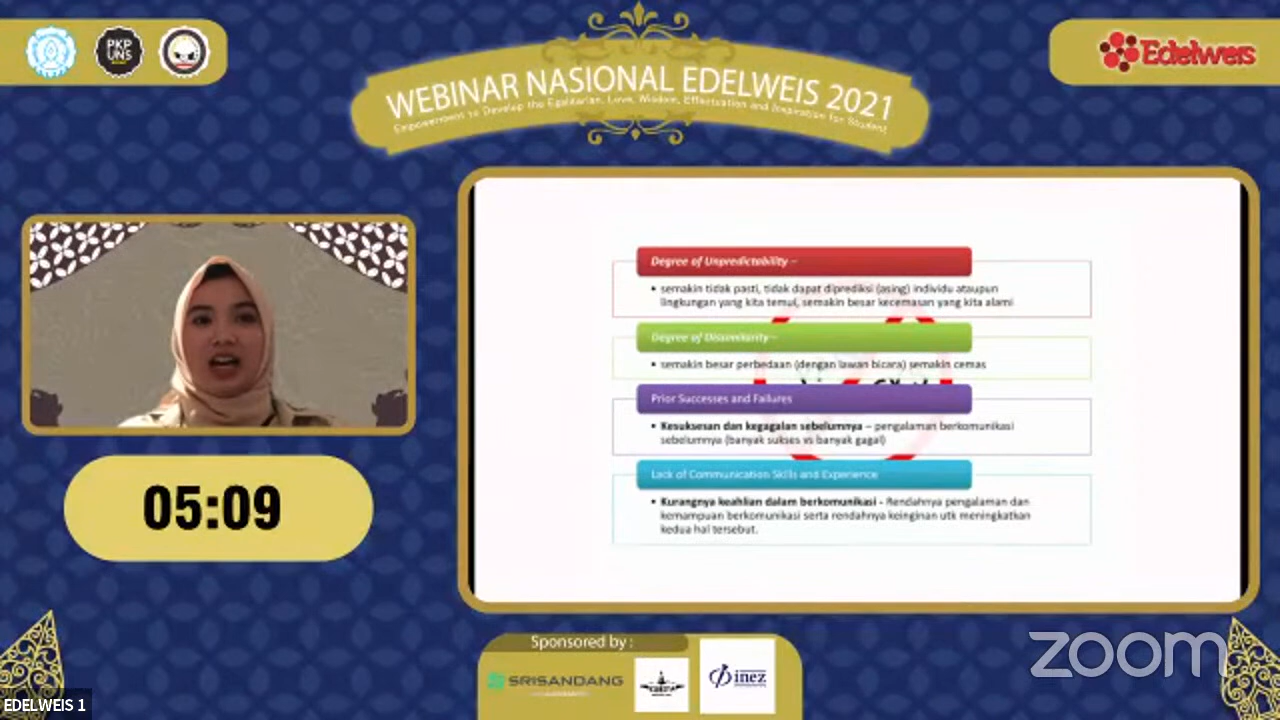 PKP
UNS
Edelweis
WEBINAR NASIONAL EDELWEIS 2021
Empowerment to Develop the Egalitarian, Love, Wisdom, Effectuation and Inspiration for Student
Degree of Unpredictability –
• semakin tidak pasti, tidak dapat diprediksi (asing) individu ataupun
lingkungan yang kita temui, semakin besar kecemasan yang kita alami
Degree of Dissimilarity –
• semakin besar perbedaan (dengan lawan bicara) semakin cemas
Prior Successes and Failures
• Kesuksesan dan kegagalan sebelumnya – pengalaman berkomunikasi
sebelumnya (banyak sukses vs banyak gagal)
Lack of Communication Skills and Experience
• Kurangnya keahlian dalam berkomunikasi - Rendahnya pengalaman dan
kemampuan berkomunikasi serta rendahnya keinginan utk meningkatkan
kedua hal tersebut.
05:09
Sponsored by :
SRISANDANG
inez
zoom
EDELWEIS 1